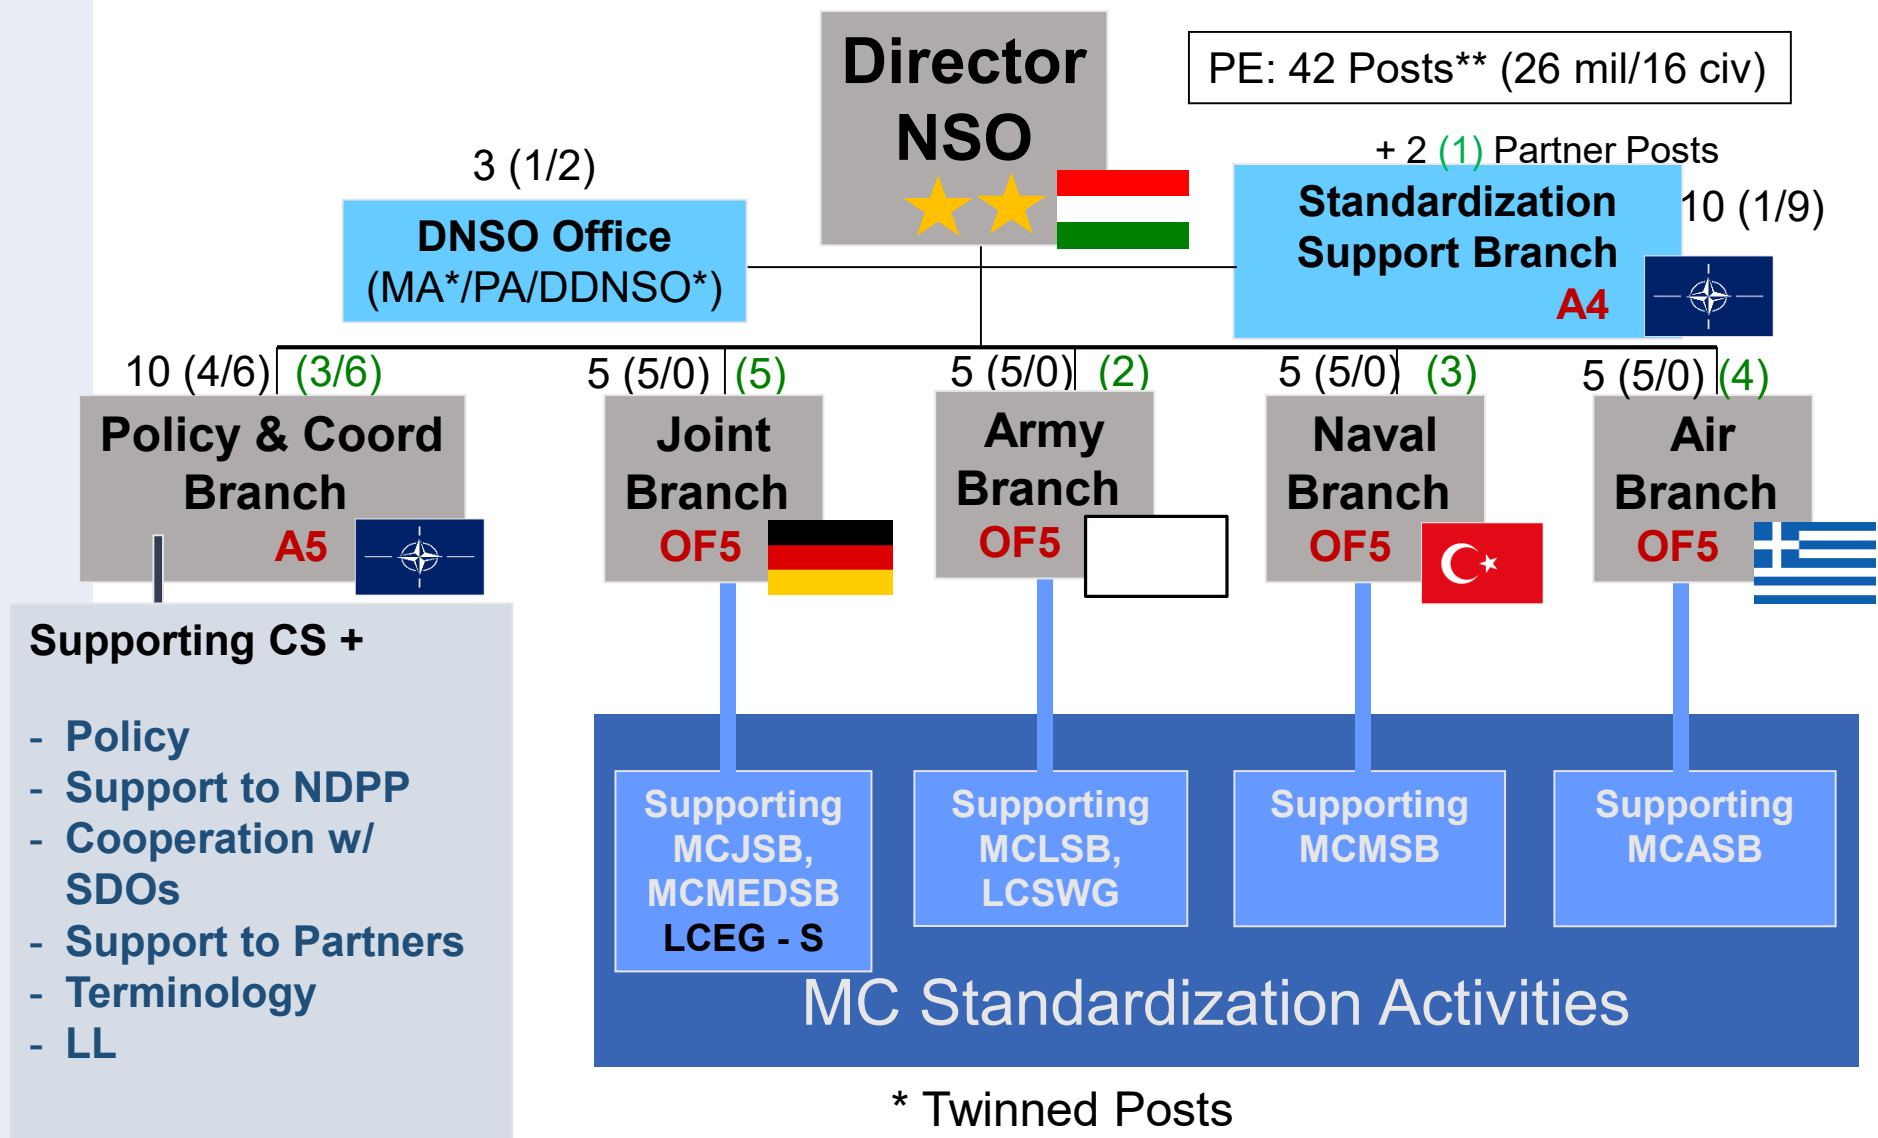 Director
NSO
PE: 42 Posts** (26 mil/16 civ)
+ 2 (1) Partner Posts
3 (1/2)
DNSO Office
(MA*/PA/DDNSO*)
Standardization
Support Branch
A4
10 (1/9)
10 (4/6) (3/6)
5 (5/0) (5)
5 (5/0) (2)
5 (5/0) (3)
5 (5/0) (4)
Policy & Coord
Branch
A5
Joint
Branch
OF5
Army
Branch
OF5
Naval
Branch
OF5
Air
Branch
OF5
Supporting CS +
- Policy
- Support to NDPP
- Cooperation w/
SDOs
- Support to Partners
- Terminology
- LL
Supporting
MCJSB,
MCMEDSB
LCEG - S
Supporting
MCLSB,
LCSWG
Supporting
MCMSB
Supporting
MCASB
MC Standardization Activities
* Twinned Posts